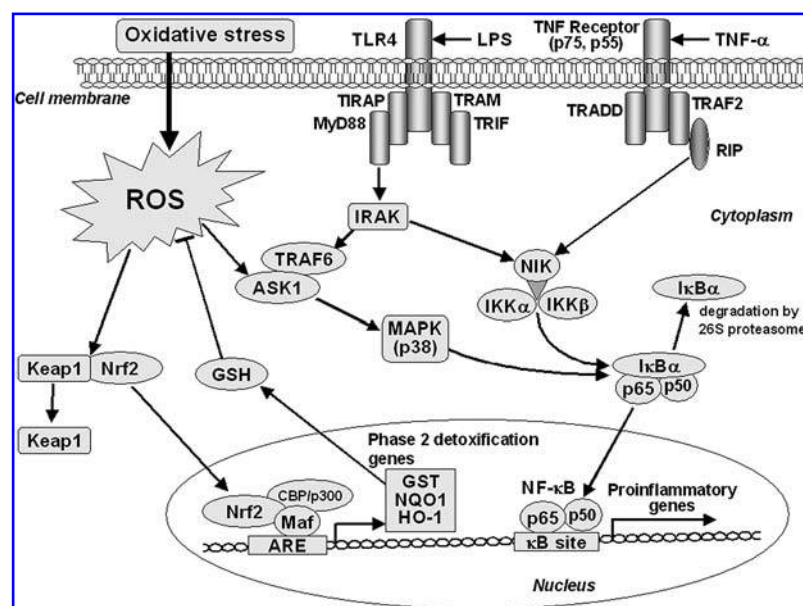 Oxidative stress
TLR4
LPS
TNF Receptor
(p75, p55)
TNF-α
Cell membrane
TIRAP
TRAM
MyD88
TRIF
TRADD
TRAF2
RIP
ROS
Cytoplasm
IRAK
TRAF6
ASK1
NIK
IKKα
IKKβ
IκBα
degradation by
26S proteasome
MAPK
(p38)
IκBα
p65
p50
Keap1
Nrf2
GSH
Keap1
Phase 2 detoxification
genes
GST
NQO1
HO-1
CBP/p300
Nrf2
Maf
ARE
NF-κB
p65
p50
κB site
Proinflammatory
genes
Nucleus